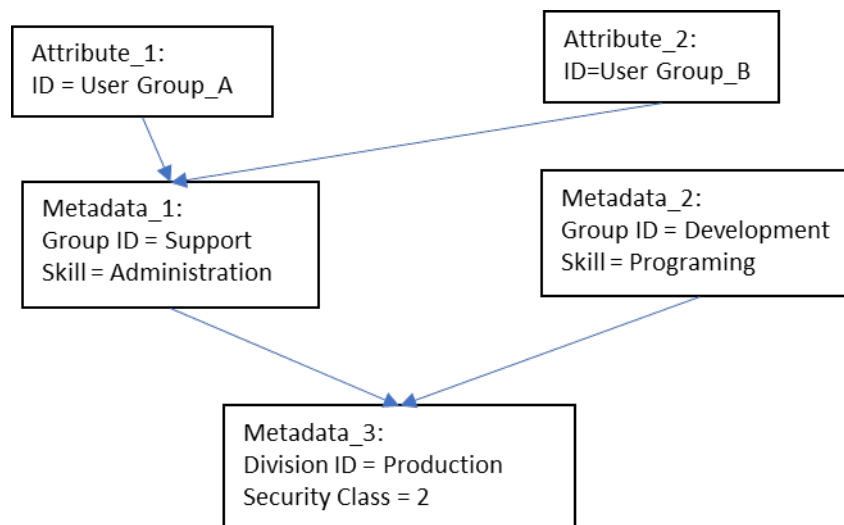 Attribute_1:
ID = User Group_A
Attribute_2:
ID=User Group_B
Metadata_1:
Group ID = Support
Skill = Administration
Metadata_2:
Group ID = Development
Skill = Programing
Metadata_3:
Division ID = Production
Security Class = 2